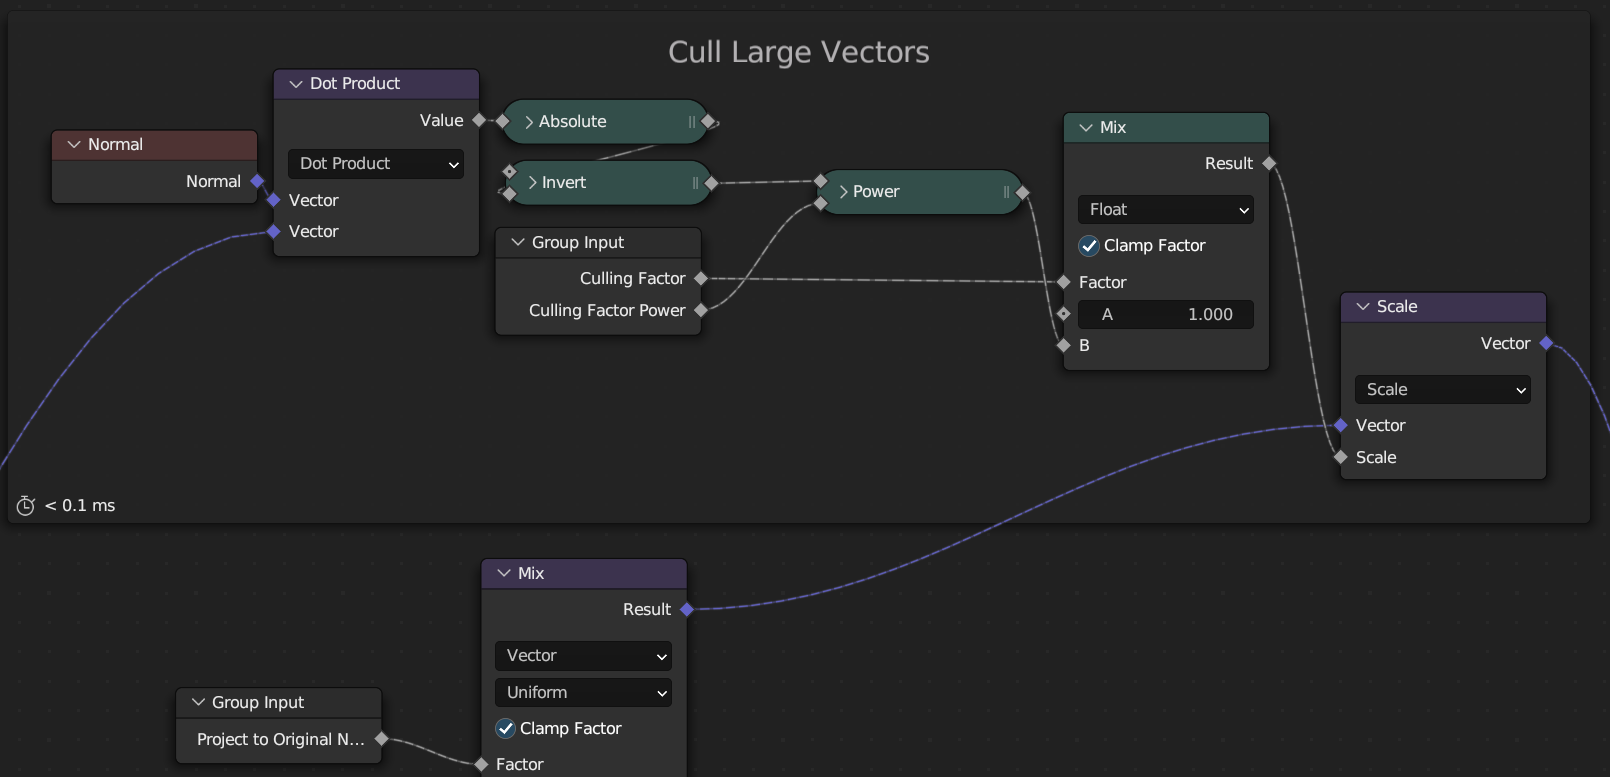 Cull Large Vectors
Normal
Normal
Dot Product
Value
Dot Product
Vector
Vector
Absolute
Invert
Group Input
Culling Factor
Culling Factor Power
Power
Mix
Result
Float
Clamp Factor
Factor
A 1.000
B
Scale
Vector
Scale
Vector
Scale
< 0.1 ms
Mix
Result
Vector
Uniform
Clamp Factor
Factor
Group Input
Project to Original N...